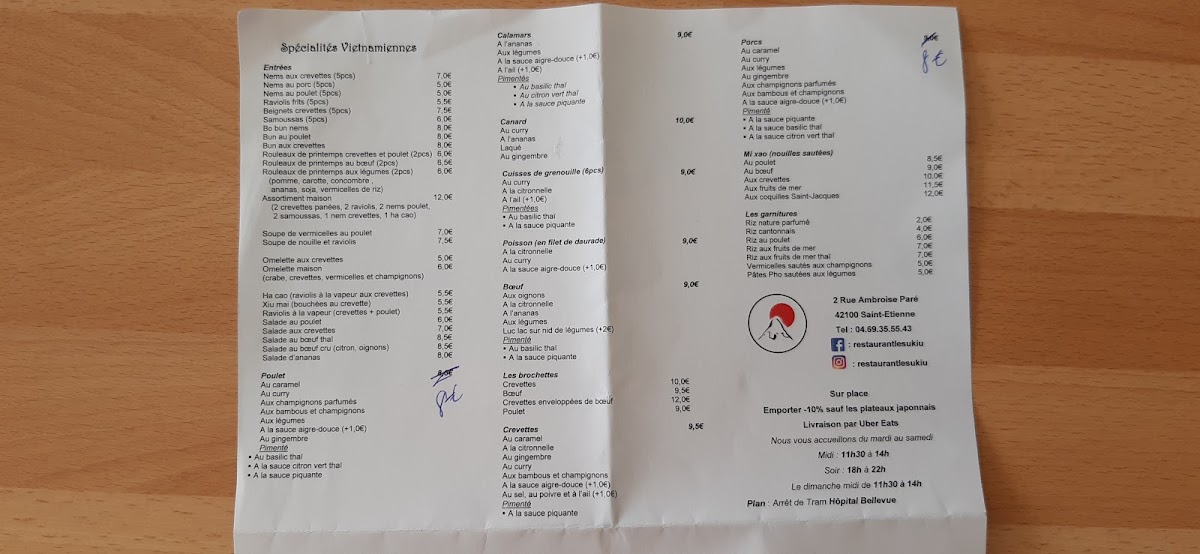 Spécialités Vietnamiennes
Entrées
Nems aux crevettes (5pcs) 7,0€
Nems au porc (5pcs) 5,0€
Nems au poulet (5pcs) 5,0€
Raviolis frits (5pcs) 5,5€
Beignets crevettes (5pcs) 7,5€
Samoussas (5pcs) 6,0€
Bo bun nems 8,0€
Bun au poulet 8,0€
Bun aux crevettes 8,0€
Rouleaux de printemps crevettes et poulet (2pcs) 6,0€
Rouleaux de printemps au bœuf (2pcs) 6,5€
Rouleaux de printemps aux légumes (2pcs) 6,0€
(pomme, carotte, concombre ,
ananas, soja, vermicelles de riz)
Assortiment maison 12,0€
(2 crevettes panées, 2 raviolis, 2 nems poulet,
2 samoussas, 1 nem crevettes, 1 ha cao)
Soupe de vermicelles au poulet 7,0€
Soupe de nouille et raviolis 7,5€
Omelette aux crevettes 5,0€
Omelette maison 6,0€
(crabe, crevettes, vermicelles et champignons)
Ha cao (raviolis à la vapeur aux crevettes) 5,5€
Xiu mai (bouchées au crevette) 5,5€
Raviolis à la vapeur (crevettes + poulet) 5,5€
Salade au poulet 6,0€
Salade aux crevettes 7,0€
Salade au bœuf thaï 8,5€
Salade au bœuf cru (citron, oignons) 8,5€
Salade d'ananas 8,0€
Poulet
8€
Au caramel
Au curry
Aux champignons parfumés
Aux bambous et champignons
Aux légumes
A la sauce aigre-douce (+1,0€)
Au gingembre
Pimenté
• Au basilic thaï
• A la sauce citron vert thaï
• A la sauce piquante
Calamars 9,0€
A l'ananas
Aux légumes
A la sauce aigre-douce (+1,0€)
A l'ail (+1,0€)
Pimentés
• Au basilic thaï
• Au citron vert thaï
• A la sauce piquante
Canard 10,0€
Au curry
A l'ananas
Laqué
Au gingembre
Cuisses de grenouille (6pcs) 9,0€
Au curry
A la citronnelle
A l'ail (+1,0€)
Pimentées
• Au basilic thaï
• A la sauce piquante
Poisson (en filet de daurade) 9,0€
A la citronnelle
Au curry
A la sauce aigre-douce (+1,0€)
Bœuf 9,0€
Aux oignons
A la citronnelle
A l'ananas
Aux légumes
Luc lac sur nid de légumes (+2€)
Pimenté
• Au basilic thaï
• A la sauce piquante
Les brochettes
Crevettes 10,0€
Bœuf 9,5€
Crevettes enveloppées de bœuf 12,0€
Poulet 9,0€
Crevettes 9,5€
Au caramel
A la citronnelle
Au gingembre
Au curry
Aux bambous et champignons
A la sauce aigre-douce (+1,0€)
Au sel, au poivre et à l'ail (+1,0€)
Pimenté
• A la sauce piquante
Porcs
8€
Au caramel
Au curry
Aux légumes
Au gingembre
Aux champignons parfumés
Aux bambous et champignons
A la sauce aigre-douce (+1,0€)
Pimenté
• A la sauce piquante
• A la sauce basilic thaï
• A la sauce citron vert thaï
Mi xao (nouilles sautées)
Au poulet 8,5€
Au bœuf 9,0€
Aux crevettes 10,0€
Aux fruits de mer 11,5€
Aux coquilles Saint-Jacques 12,0€
Les garnitures
Riz nature parfumé 2,0€
Riz cantonnais 4,0€
Riz au poulet 6,0€
Riz aux fruits de mer 7,0€
Riz aux fruits de mer thaï 7,0€
Vermicelles sautés aux champignons 5,0€
Pâtes Pho sautées aux légumes 5,0€
2 Rue Ambroise Paré
42100 Saint-Etienne
Tel : 04.69.35.55.43
: restaurantlesukiu
: restaurantlesukiu
Sur place
Emporter -10% sauf les plateaux japonnais
Livraison par Uber Eats
Nous vous accueillons du mardi au samedi
Midi : 11h30 à 14h
Soir : 18h à 22h
Le dimanche midi de 11h30 à 14h
Plan : Arrêt de Tram Hôpital Bellevue